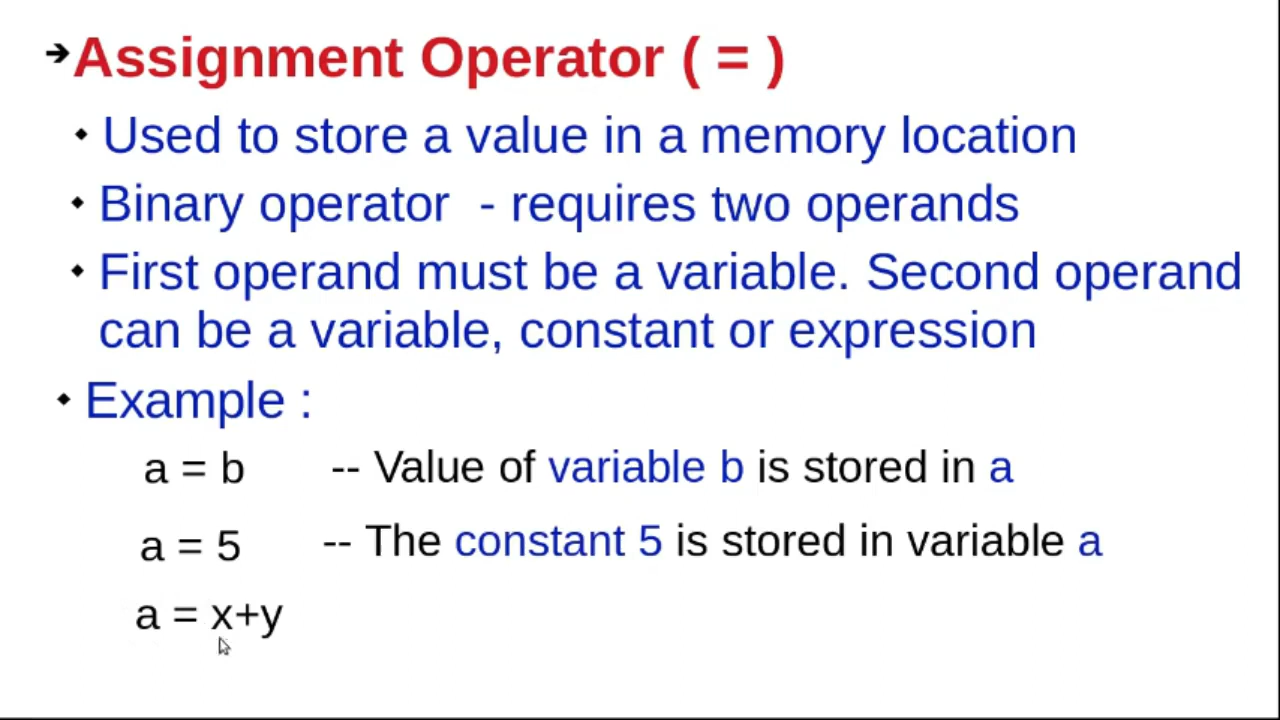 ➔Assignment Operator ( = )
◆ Used to store a value in a memory location
◆ Binary operator - requires two operands
◆ First operand must be a variable. Second operand
can be a variable, constant or expression
◆ Example :
a = b -- Value of variable b is stored in a
a = 5 -- The constant 5 is stored in variable a
a = x+y